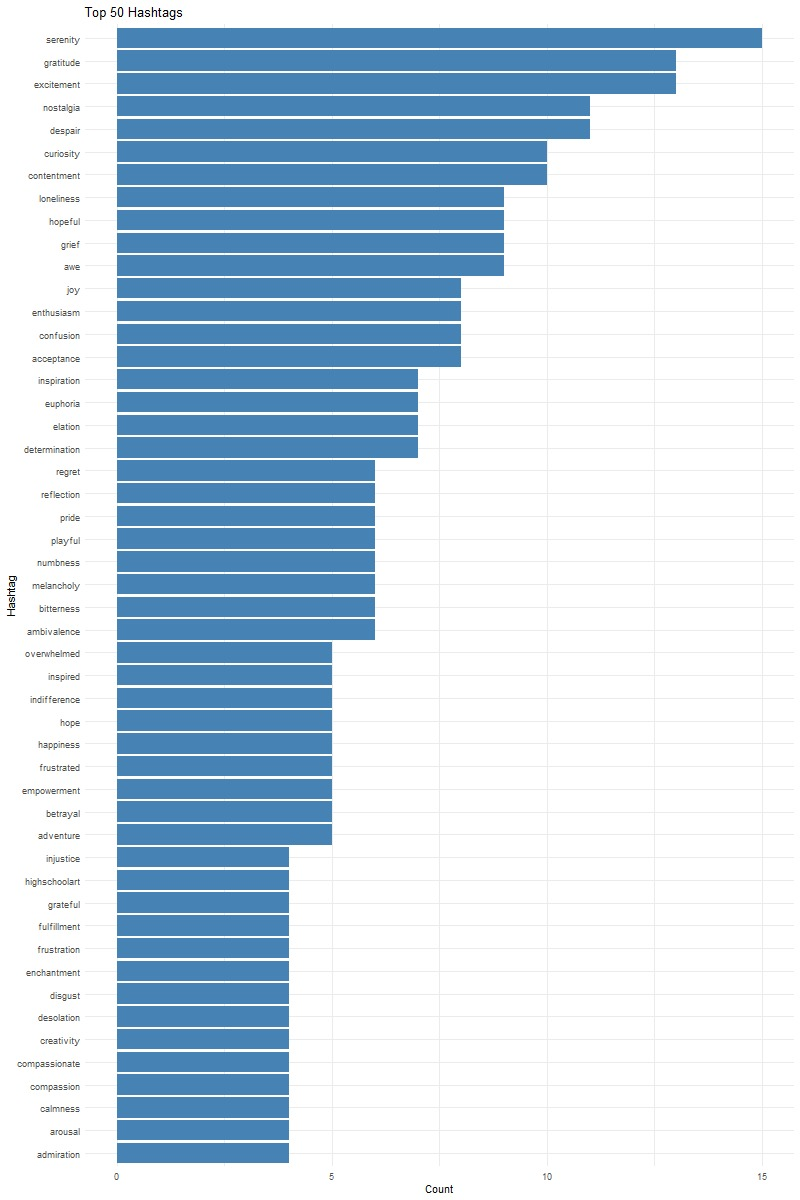 Top 50 Hashtags
serenity
gratitude
excitement
nostalgia
despair
curiosity
contentment
loneliness
hopeful
grief
awe
joy
enthusiasm
confusion
acceptance
inspiration
euphoria
elation
determination
regret
reflection
pride
playful
numbness
melancholy
bitterness
ambivalence
overwhelmed
inspired
indifference
hope
happiness
frustrated
empowerment
betrayal
adventure
injustice
highschoolart
grateful
fulfillment
frustration
enchantment
disgust
desolation
creativity
compassionate
compassion
calmness
arousal
admiration
Hashtag
0 5 10 15
Count